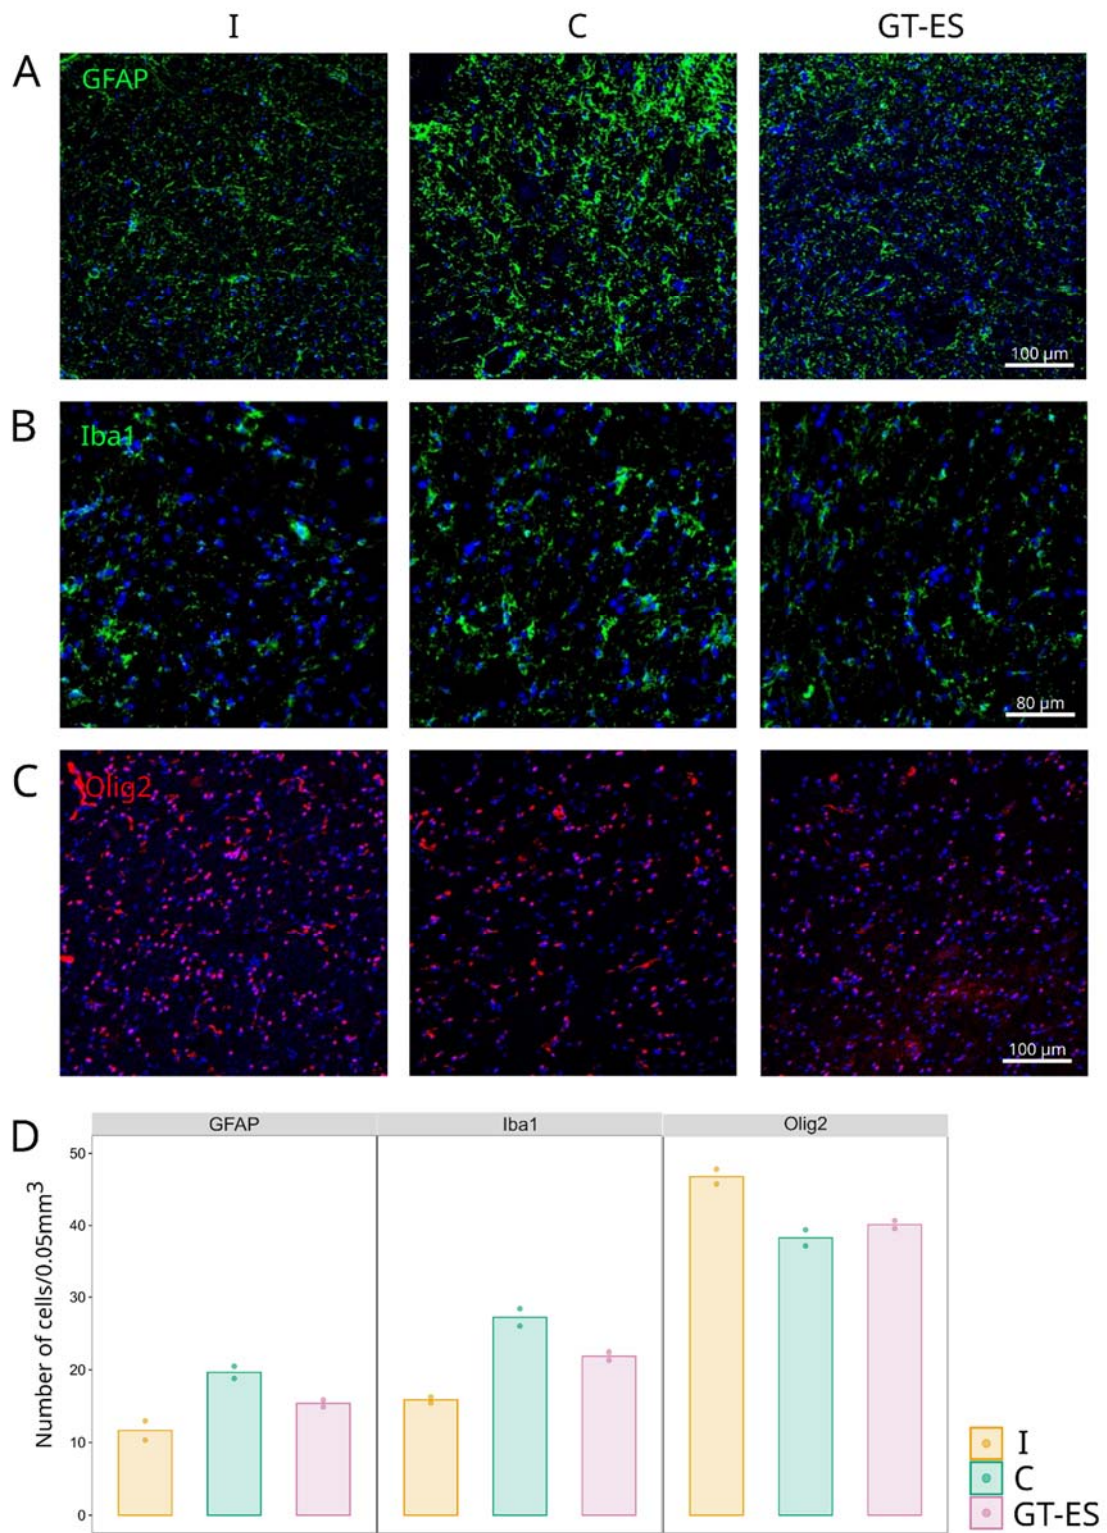 I C GT-ES
A GFAP
100 µm
B Iba1
80 µm
C Olig2
100 µm
D GFAP Iba1 Olig2
Number of cells/0.05mm³
50
40
30
20
10
0
I
C
GT-ES